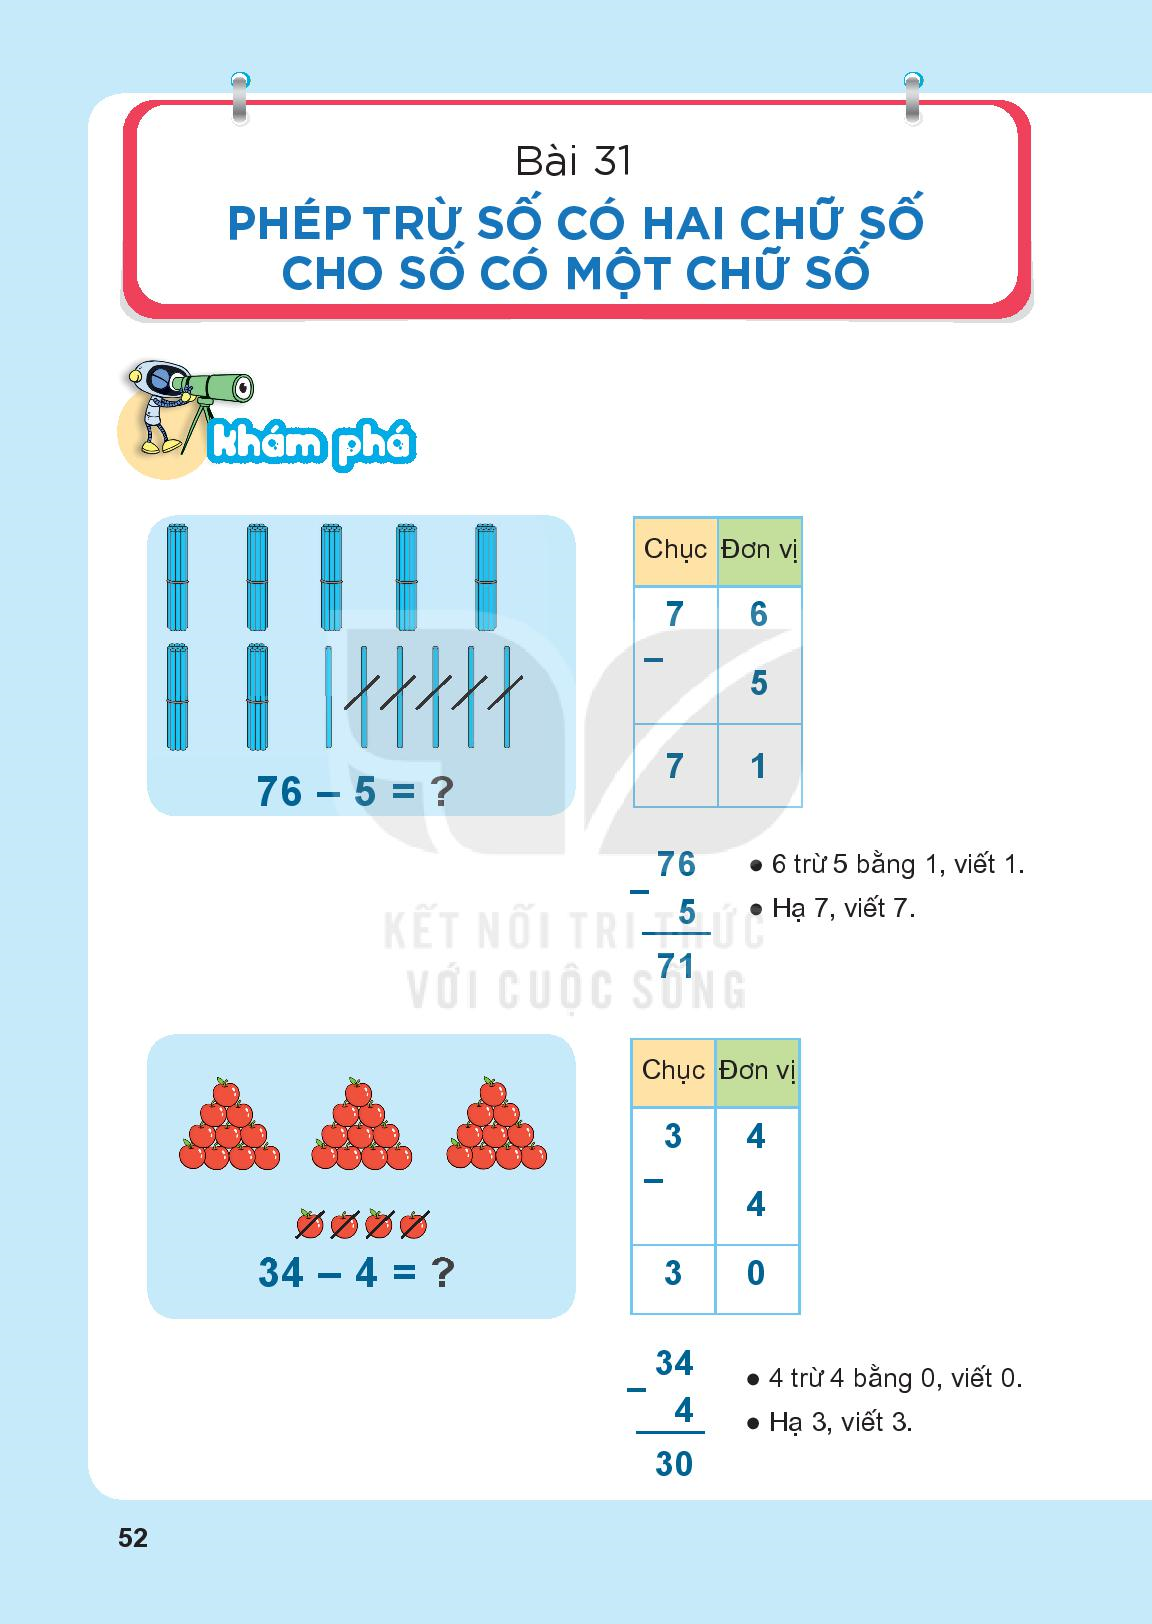 Bài 31
PHÉP TRỪ SỐ CÓ HAI CHỮ SỐ
CHO SỐ CÓ MỘT CHỮ SỐ
Khám phá
76 – 5 = ?
Chục Đơn vị
7 6
–
5
7 1
76
–
5
71
• 6 trừ 5 bằng 1, viết 1.
• Hạ 7, viết 7.
KẾT NỐI TRI THỨC
VỚI CUỘC SỐNG
34 – 4 = ?
Chục Đơn vị
3 4
–
4
3 0
34
–
4
30
• 4 trừ 4 bằng 0, viết 0.
• Hạ 3, viết 3.
52